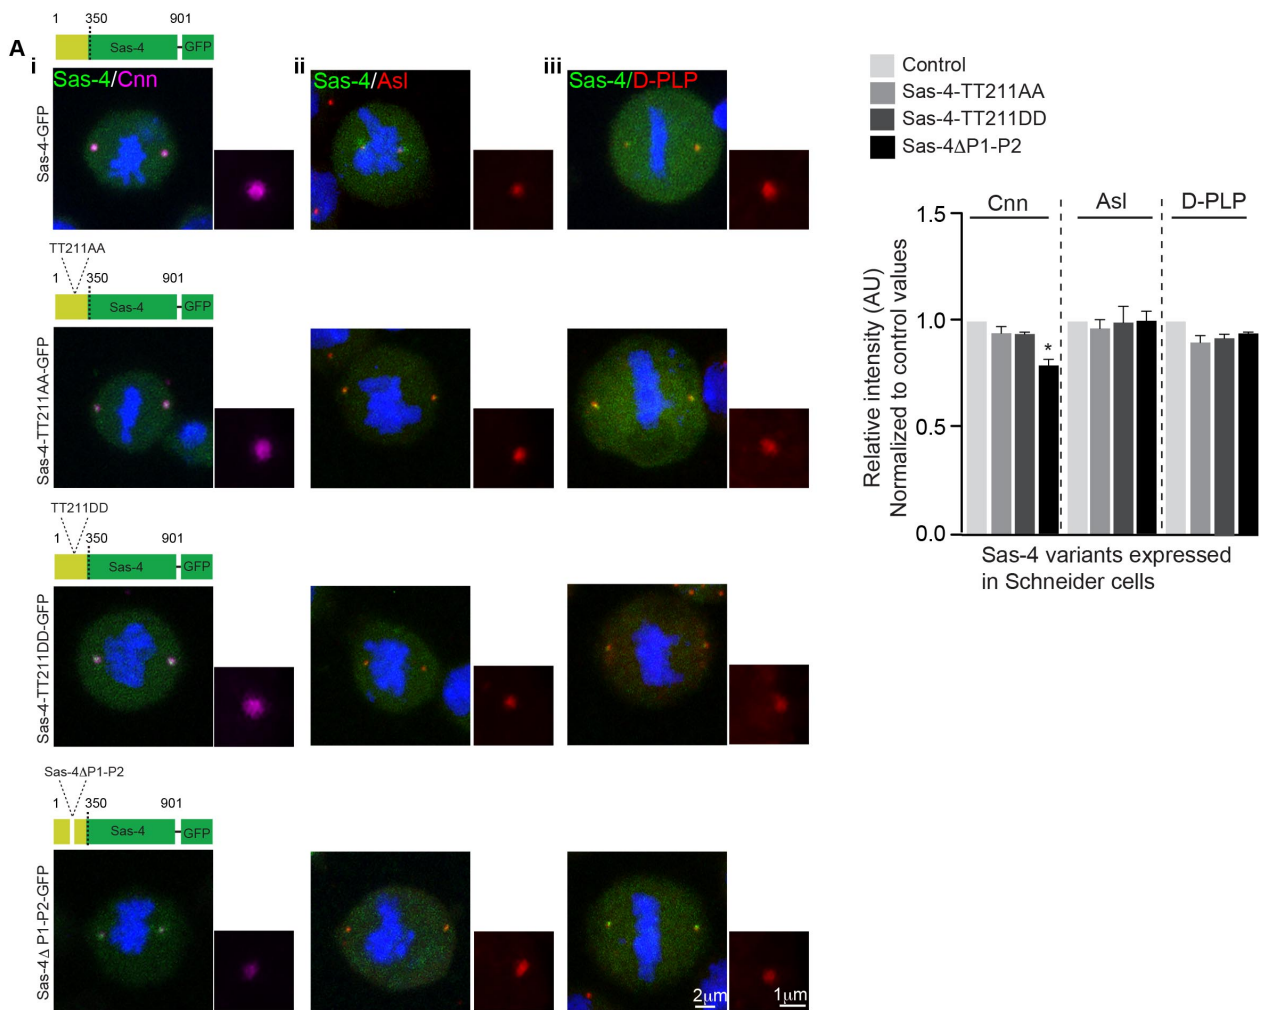 A
1 350 901
Sas-4 GFP
i
ii
iii
Sas-4/Cnn
Sas-4/Asl
Sas-4/D-PLP
Sas-4-GFP
TT211AA
1 350 901
Sas-4 GFP
Sas-4-TT211AA-GFP
TT211DD
1 350 901
Sas-4 GFP
Sas-4-TT211DD-GFP
Sas-4ΔP1-P2
1 350 901
Sas-4 GFP
Sas-4Δ P1-P2-GFP
2μm
1μm
Control
Sas-4-TT211AA
Sas-4-TT211DD
Sas-4ΔP1-P2
Cnn Asl D-PLP
1.5
1.0
0.5
0.0
*
Relative intensity (AU)
Normalized to control values
Sas-4 variants expressed
in Schneider cells